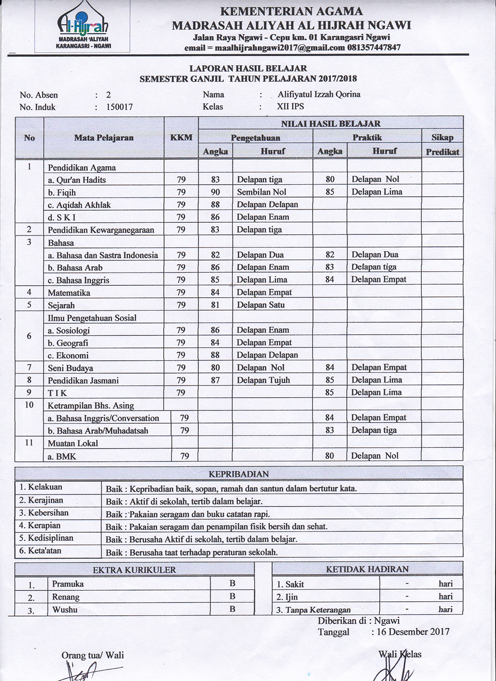 Al-Hijrah
MADRASAH 'ALIYAH
KARANGASRI - NGAWI
KEMENTERIAN AGAMA
MADRASAH ALIYAH AL HIJRAH NGAWI
Jalan Raya Ngawi - Cepu km. 01 Karangasri Ngawi
email = maalhijrahngawi2017@gmail.com 081357447847
LAPORAN HASIL BELAJAR
SEMESTER GANJIL TAHUN PELAJARAN 2017/2018
No. Absen : 2 Nama : Alifiyatul Izzah Qorina
No. Induk : 150017 Kelas : XII IPS
No Mata Pelajaran KKM NILAI HASIL BELAJAR
Pengetahuan Praktik Sikap
Angka Huruf Angka Huruf Predikat
1 Pendidikan Agama
a. Qur'an Hadits 79 83 Delapan tiga 80 Delapan Nol
b. Fiqih 79 90 Sembilan Nol 85 Delapan Lima
c. Aqidah Akhlak 79 88 Delapan Delapan
d. S K I 79 86 Delapan Enam
2 Pendidikan Kewarganegaraan 79 83 Delapan tiga
3 Bahasa
a. Bahasa dan Sastra Indonesia 79 82 Delapan Dua 82 Delapan Dua
b. Bahasa Arab 79 86 Delapan Enam 83 Delapan tiga
c. Bahasa Inggris 79 85 Delapan Lima 84 Delapan Empat
4 Matematika 79 84 Delapan Empat
5 Sejarah 79 81 Delapan Satu
6 Ilmu Pengetahuan Sosial
a. Sosiologi 79 86 Delapan Enam
b. Geografi 79 84 Delapan Empat
c. Ekonomi 79 88 Delapan Delapan
7 Seni Budaya 79 80 Delapan Nol 84 Delapan Empat
8 Pendidikan Jasmani 79 87 Delapan Tujuh 85 Delapan Lima
9 T I K 79 85 Delapan Lima
10 Ketrampilan Bhs. Asing
a. Bahasa Inggris/Conversation 79 84 Delapan Empat
b. Bahasa Arab/Muhadatsah 79 83 Delapan tiga
11 Muatan Lokal
a. BMK 79 80 Delapan Nol
KEPRIBADIAN
1. Kelakuan Baik : Kepribadian baik, sopan, ramah dan santun dalam bertutur kata.
2. Kerajinan Baik : Aktif di sekolah, tertib dalam belajar.
3. Kebersihan Baik : Pakaian seragam dan buku catatan rapi.
4. Kerapian Baik : Pakaian seragam dan penampilan fisik bersih dan sehat.
5. Kedisiplinan Baik : Berusaha Aktif di sekolah, tertib dalam belajar.
6. Keta'atan Baik : Berusaha taat terhadap peraturan sekolah.
EKTRA KURIKULER KETIDAK HADIRAN
1. Pramuka B 1. Sakit - hari
2. Renang B 2. Ijin - hari
3. Wushu B 3. Tanpa Keterangan - hari
Diberikan di : Ngawi
Tanggal : 16 Desember 2017
Orang tua/ Wali Wali Kelas